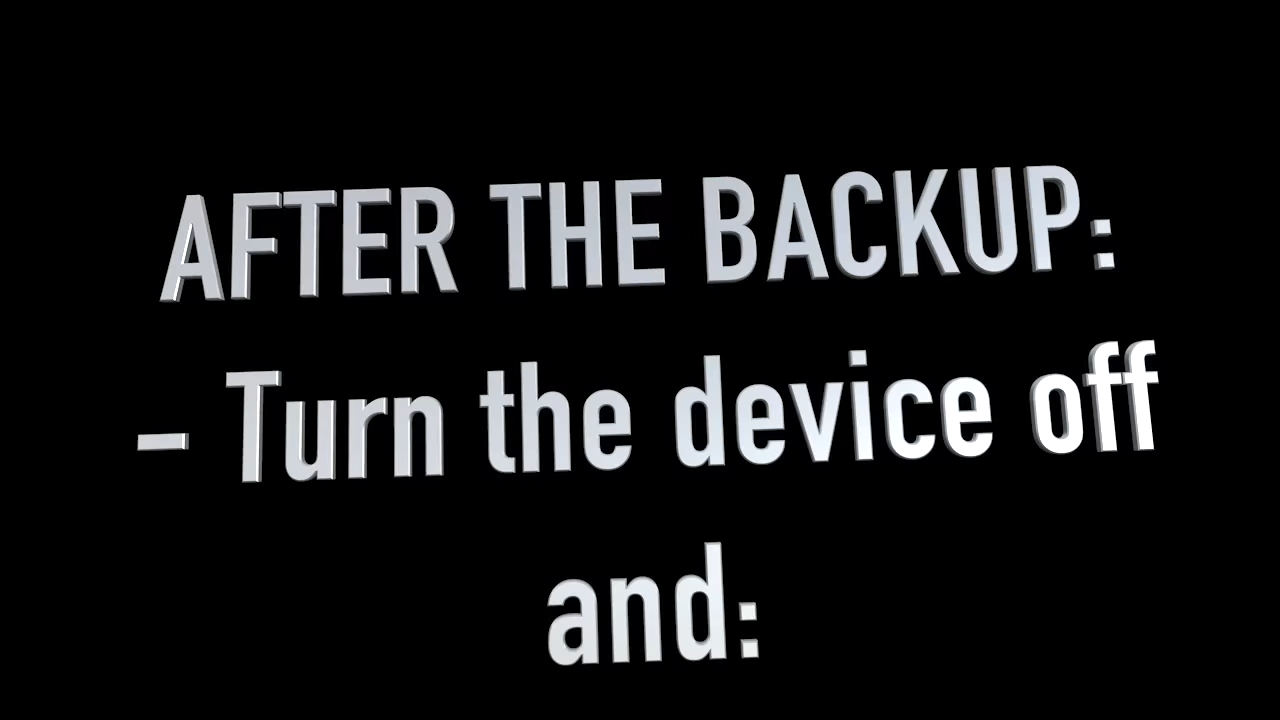 AFTER THE BACKUP:
- Turn the device off
and: